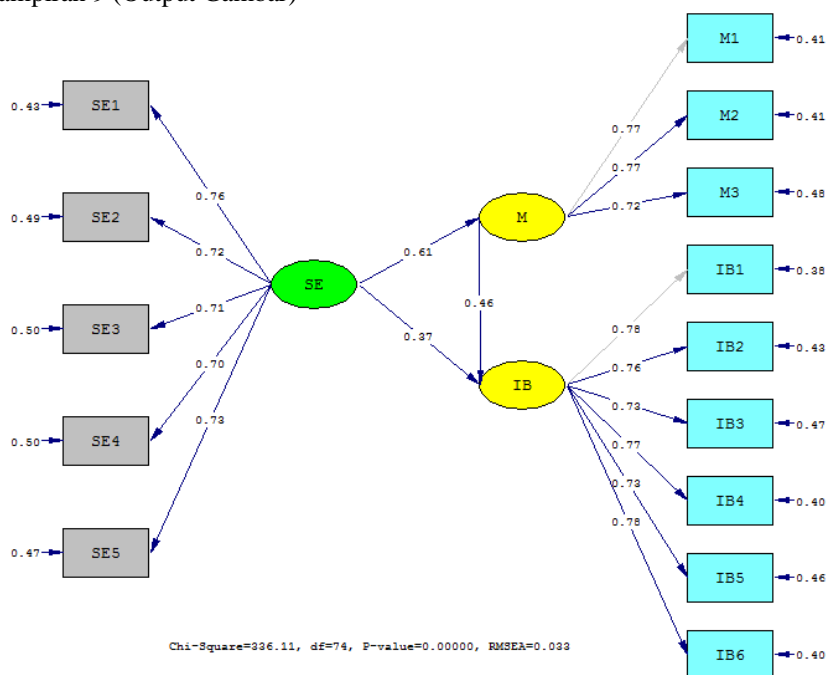 ampiran 9 (Output Gambar)
0.43 SE1
0.49 SE2
0.50 SE3
0.50 SE4
0.47 SE5
0.76
0.72
0.71
0.70
0.73
SE
0.61
0.37
M
0.46
IB
0.77
0.77
0.72
0.78
0.76
0.73
0.77
0.73
0.78
M1 0.41
M2 0.41
M3 0.48
IB1 0.38
IB2 0.43
IB3 0.47
IB4 0.40
IB5 0.46
IB6 0.40
Chi-Square=336.11, df=74, P-value=0.00000, RMSEA=0.033